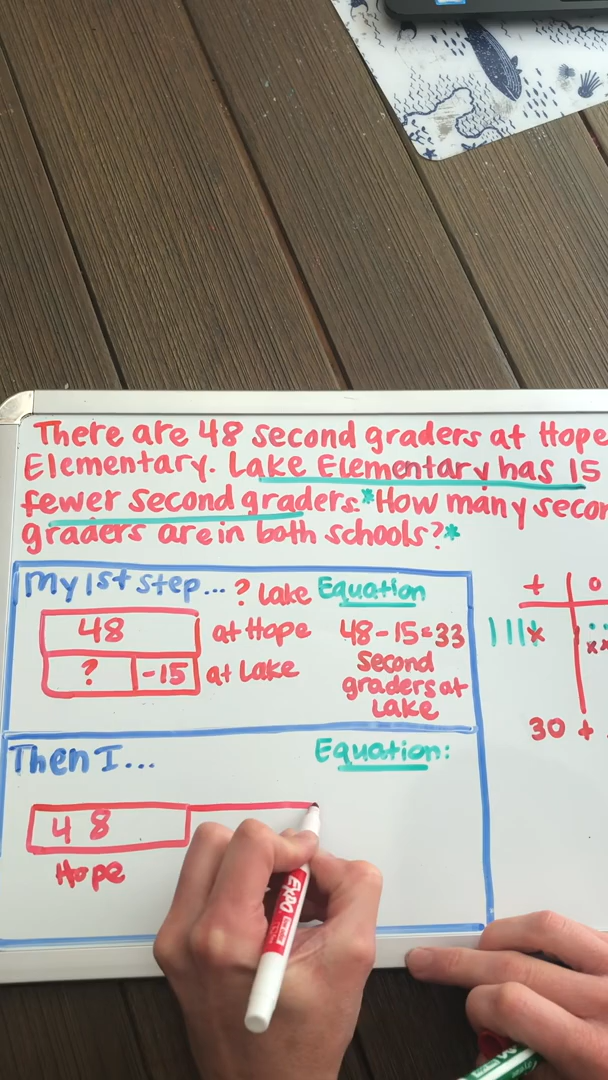 There are 48 second graders at Hope
Elementary. Lake Elementary has 15
fewer second graders.* How many
graders are in both schools?*
My 1st step... ? Lake Equation
48 at Hope 48-15=33
? -15 at Lake second
graders at
Lake
t o
30 +
Then I... Equation:
48
Hope
EXPO